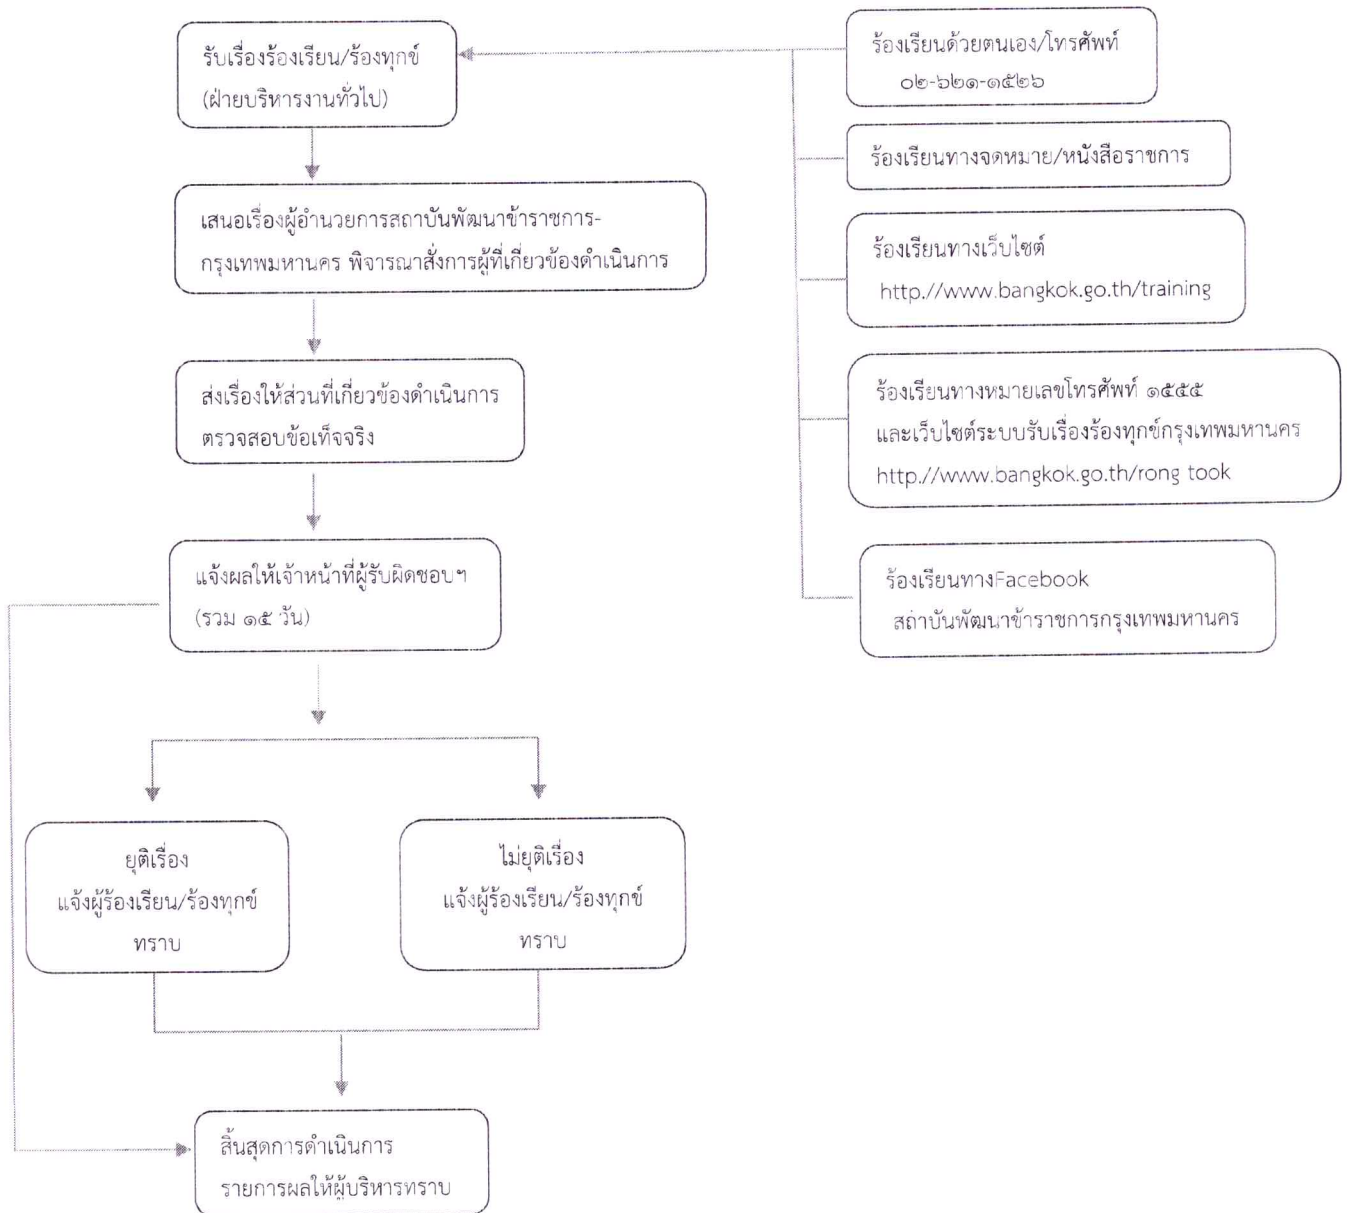 รับเรื่องร้องเรียน/ร้องทุกข์
(ฝ่ายบริหารงานทั่วไป)
เสนอเรื่องผู้อำนวยการสถาบันพัฒนาข้าราชการ-
กรุงเทพมหานคร พิจารณาสั่งการผู้ที่เกี่ยวข้องดำเนินการ
ส่งเรื่องให้ส่วนที่เกี่ยวข้องดำเนินการ
ตรวจสอบข้อเท็จจริง
แจ้งผลให้เจ้าหน้าที่ผู้รับผิดชอบฯ
(รวม ๑๕ วัน)
ยุติเรื่อง
แจ้งผู้ร้องเรียน/ร้องทุกข์
ทราบ
ไม่ยุติเรื่อง
แจ้งผู้ร้องเรียน/ร้องทุกข์
ทราบ
สิ้นสุดการดำเนินการ
รายการผลให้ผู้บริหารทราบ
ร้องเรียนด้วยตนเอง/โทรศัพท์
๐๒-๖๒๑-๑๕๒๖
ร้องเรียนทางจดหมาย/หนังสือราชการ
ร้องเรียนทางเว็บไซต์
http.//www.bangkok.go.th/training
ร้องเรียนทางหมายเลขโทรศัพท์ ๑๕๕๕
และเว็บไซต์ระบบรับเรื่องร้องทุกข์กรุงเทพมหานคร
http.//www.bangkok.go.th/rong took
ร้องเรียนทางFacebook
สถาบันพัฒนาข้าราชการกรุงเทพมหานคร